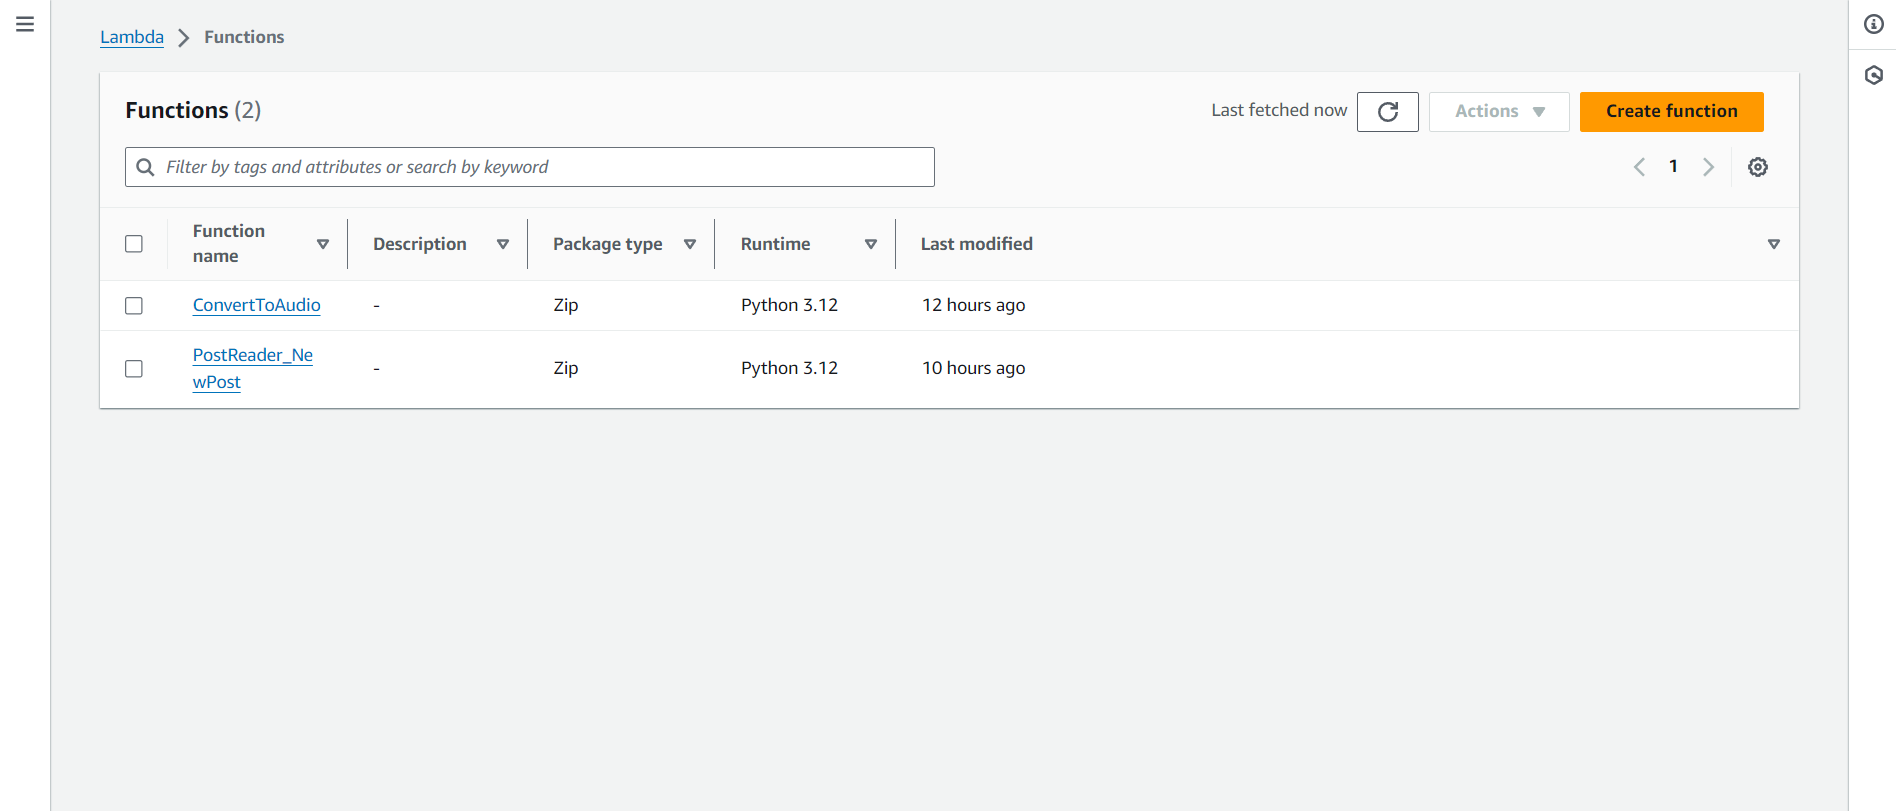 Lambda Functions
Functions (2)
Last fetched now
Actions
Create function
Filter by tags and attributes or search by keyword
1
Function
name
Description
Package type
Runtime
Last modified
ConvertToAudio - Zip Python 3.12 12 hours ago
PostReader_Ne
wPost
- Zip Python 3.12 10 hours ago